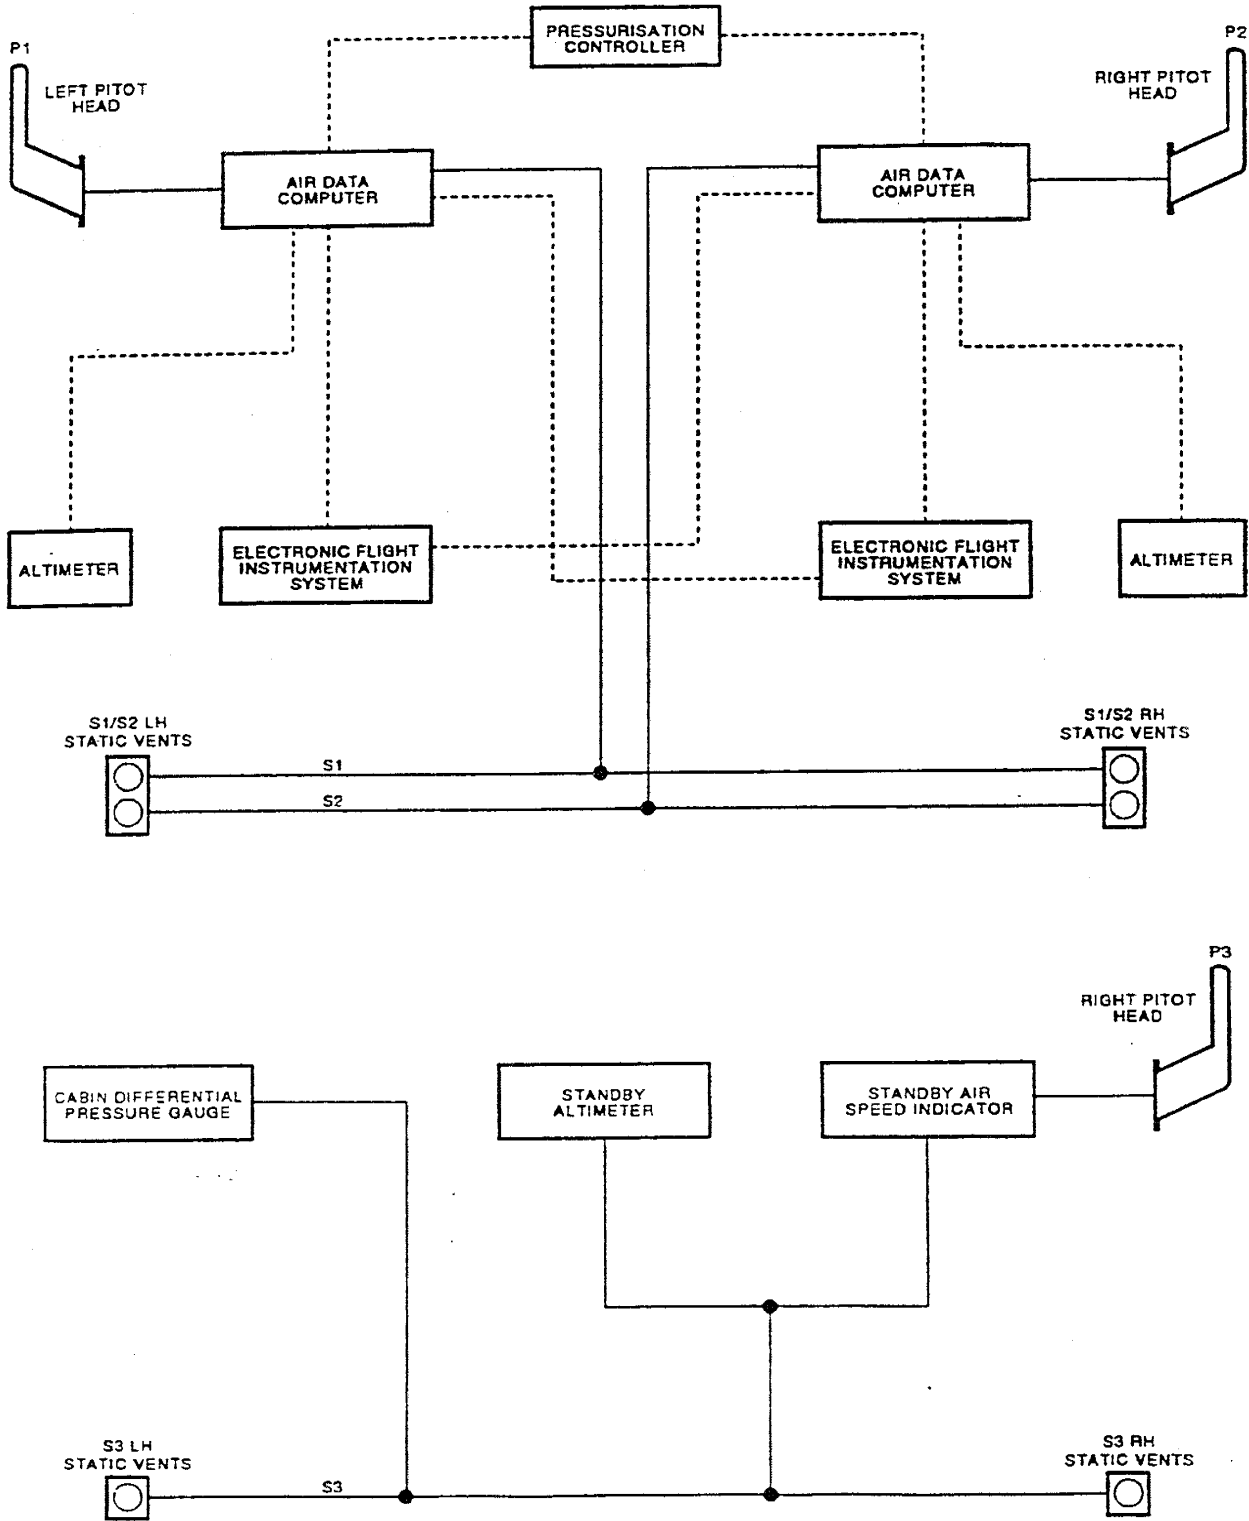 PRESSURISATION
CONTROLLER
P1
P2
LEFT PITOT
HEAD
RIGHT PITOT
HEAD
AIR DATA
COMPUTER
AIR DATA
COMPUTER
ALTIMETER
ELECTRONIC FLIGHT
INSTRUMENTATION
SYSTEM
ELECTRONIC FLIGHT
INSTRUMENTATION
SYSTEM
ALTIMETER
S1/S2 LH
STATIC VENTS
S1/S2 RH
STATIC VENTS
S1
S2
P3
RIGHT PITOT
HEAD
CABIN DIFFERENTIAL
PRESSURE GAUGE
STANDBY
ALTIMETER
STANDBY AIR
SPEED INDICATOR
S3 LH
STATIC VENTS
S3 RH
STATIC VENTS
S3